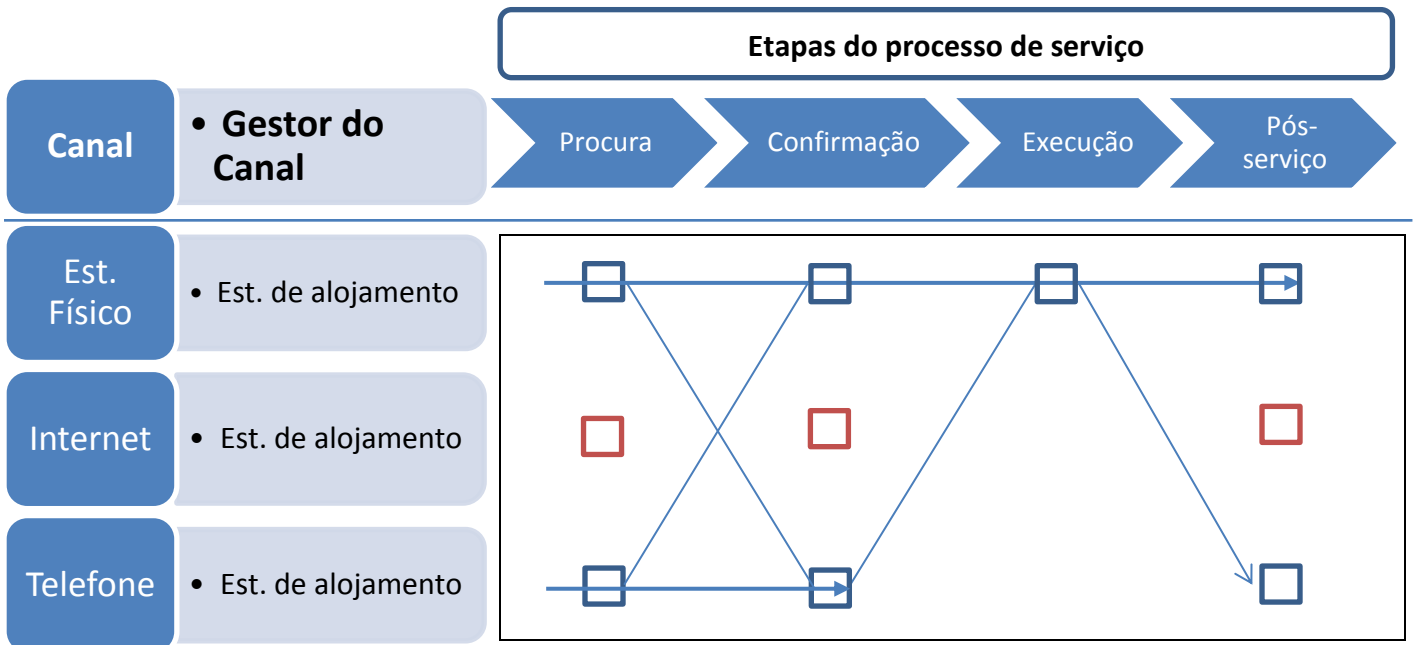 Etapas do processo de serviço
Canal
• Gestor do
Canal
Procura
Confirmação
Execução
Pós-
serviço
Est.
Físico
• Est. de alojamento
Internet
• Est. de alojamento
Telefone
• Est. de alojamento